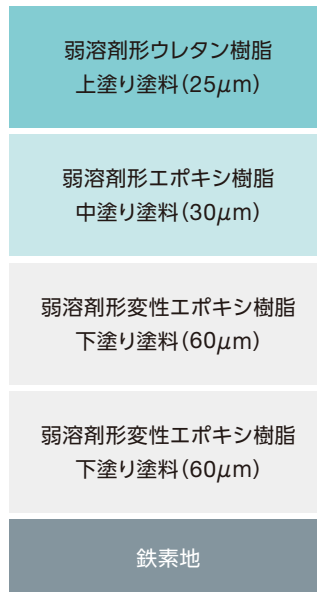 弱溶剤形ウレタン樹脂
上塗り塗料(25μm)
弱溶剤形エポキシ樹脂
中塗り塗料(30μm)
弱溶剤形変性エポキシ樹脂
下塗り塗料(60μm)
弱溶剤形変性エポキシ樹脂
下塗り塗料(60μm)
鉄素地